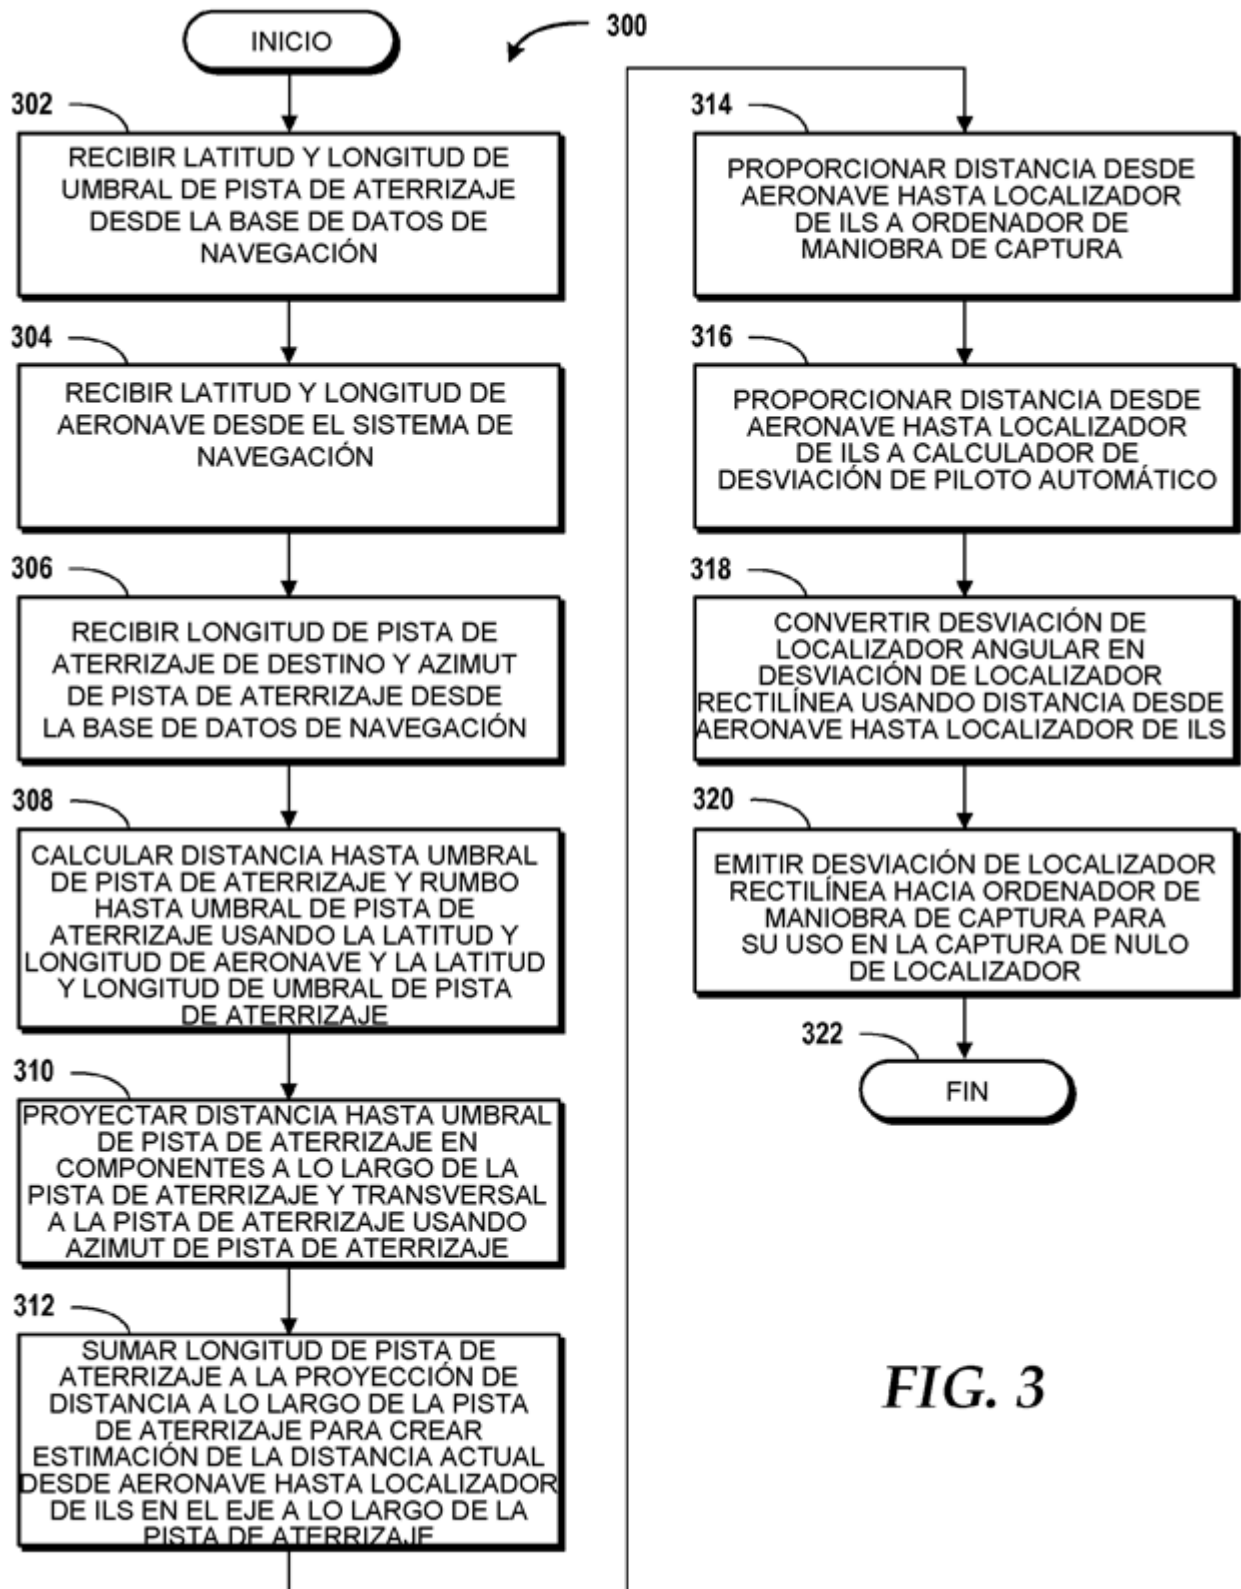 INICIO
300
302
RECIBIR LATITUD Y LONGITUD DE
UMBRAL DE PISTA DE ATERRIZAJE
DESDE LA BASE DE DATOS DE
NAVEGACIÓN
304
RECIBIR LATITUD Y LONGITUD DE
AERONAVE DESDE EL SISTEMA DE
NAVEGACIÓN
306
RECIBIR LONGITUD DE PISTA DE
ATERRIZAJE DE DESTINO Y AZIMUT
DE PISTA DE ATERRIZAJE DESDE
LA BASE DE DATOS DE NAVEGACIÓN
308
CALCULAR DISTANCIA HASTA UMBRAL
DE PISTA DE ATERRIZAJE Y RUMBO
HASTA UMBRAL DE PISTA DE
ATERRIZAJE USANDO LA LATITUD Y
LONGITUD DE AERONAVE Y LA LATITUD
Y LONGITUD DE UMBRAL DE PISTA
DE ATERRIZAJE
310
PROYECTAR DISTANCIA HASTA UMBRAL
DE PISTA DE ATERRIZAJE EN
COMPONENTES A LO LARGO DE LA
PISTA DE ATERRIZAJE Y TRANSVERSAL
A LA PISTA DE ATERRIZAJE USANDO
AZIMUT DE PISTA DE ATERRIZAJE
312
SUMAR LONGITUD DE PISTA DE
ATERRIZAJE A LA PROYECCIÓN DE
DISTANCIA A LO LARGO DE LA PISTA
DE ATERRIZAJE PARA CREAR
ESTIMACIÓN DE LA DISTANCIA ACTUAL
DESDE AERONAVE HASTA LOCALIZADOR
DE ILS EN EL EJE A LO LARGO DE LA
PISTA DE ATERRIZAJE
314
PROPORCIONAR DISTANCIA DESDE
AERONAVE HASTA LOCALIZADOR
DE ILS A ORDENADOR DE
MANIOBRA DE CAPTURA
316
PROPORCIONAR DISTANCIA DESDE
AERONAVE HASTA LOCALIZADOR
DE ILS A CALCULADOR DE
DESVIACIÓN DE PILOTO AUTOMÁTICO
318
CONVERTIR DESVIACIÓN DE
LOCALIZADOR ANGULAR EN
DESVIACIÓN DE LOCALIZADOR
RECTILÍNEA USANDO DISTANCIA DESDE
AERONAVE HASTA LOCALIZADOR DE ILS
320
EMITIR DESVIACIÓN DE LOCALIZADOR
RECTILÍNEA HACIA ORDENADOR DE
MANIOBRA DE CAPTURA PARA
SU USO EN LA CAPTURA DE NULO
DE LOCALIZADOR
322
FIN
FIG. 3